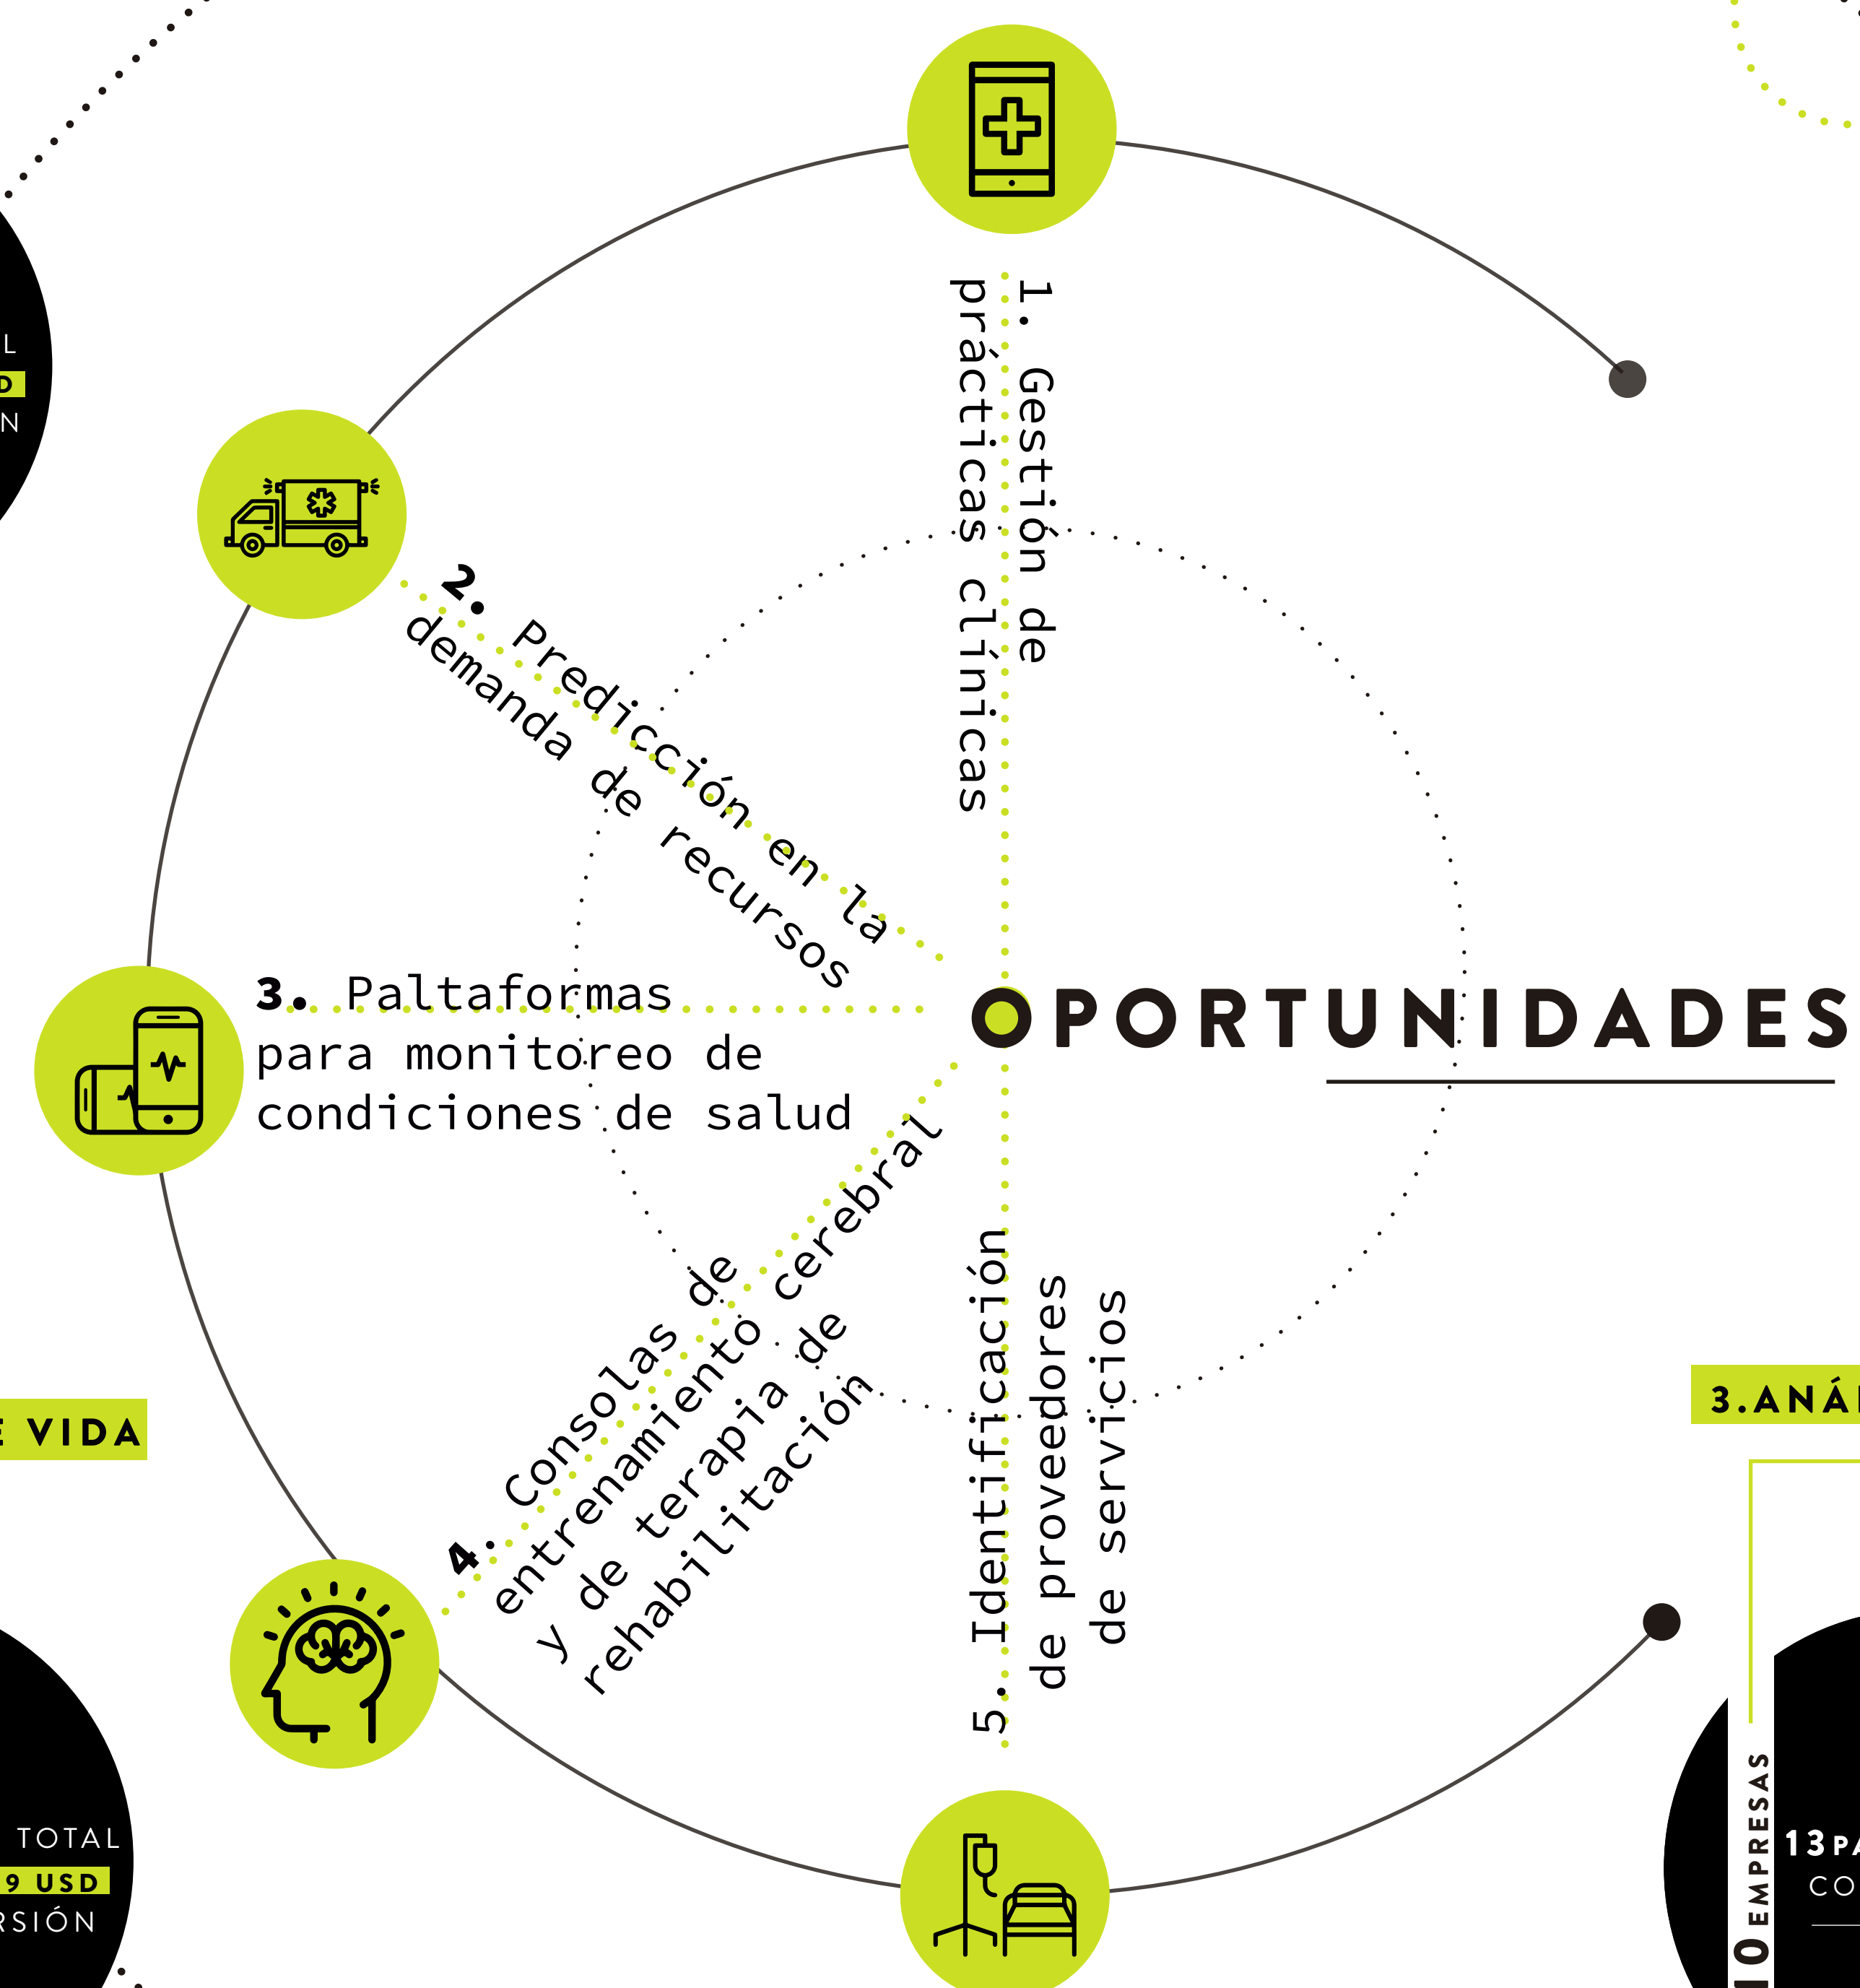 L
D
N
1. Gestión de
prácticas clínicas
2. Predicción en la
demanda de recursos
3. Paltaformas
para monitoreo de
condiciones de salud
OPORTUNIDADES
4. Consolas de
entrenamiento cerebral
y de terapia de
rehabilitación
5. Identificación
de proveedores
de servicios
E VIDA
TOTAL
9 USD
RSIÓN
3.ANÁ
10 EMPRESAS
13 PA
CO